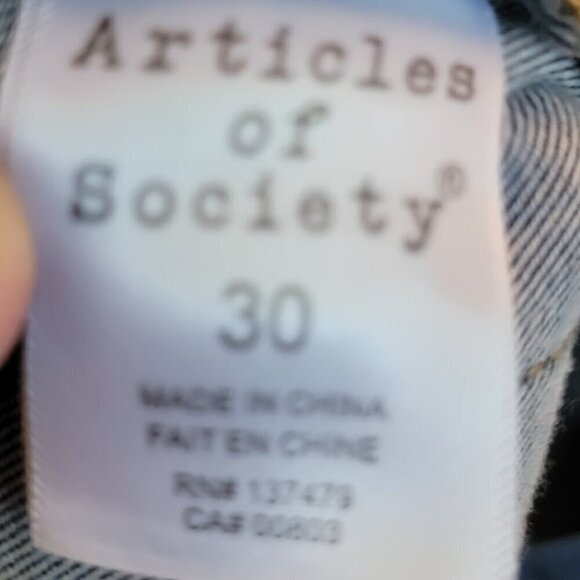 Articles
of
Society®
30
MADE IN CHINA
FAIT EN CHINE
RN# 137479
CA# 00803